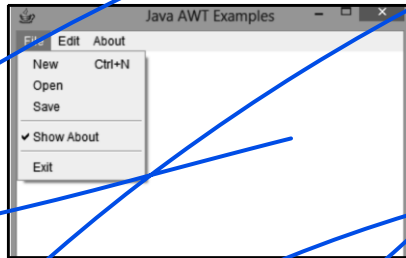 Java AWT Examples
File Edit About
New Ctrl+N
Open
Save
Show About
Exit